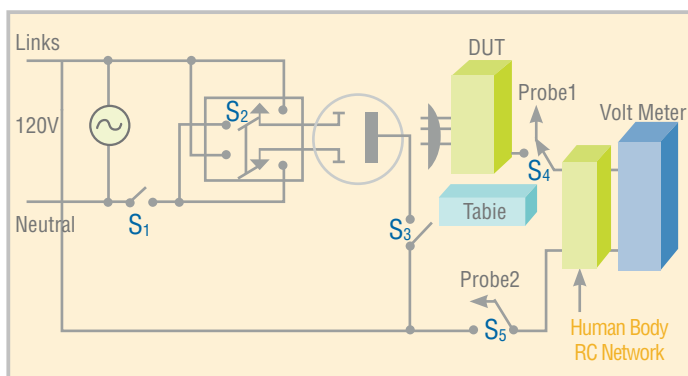 Links
DUT
Probe1
Volt Meter
120V
S2
S1
S4
S3
Tabie
Neutral
Probe2
S5
Human Body
RC Network